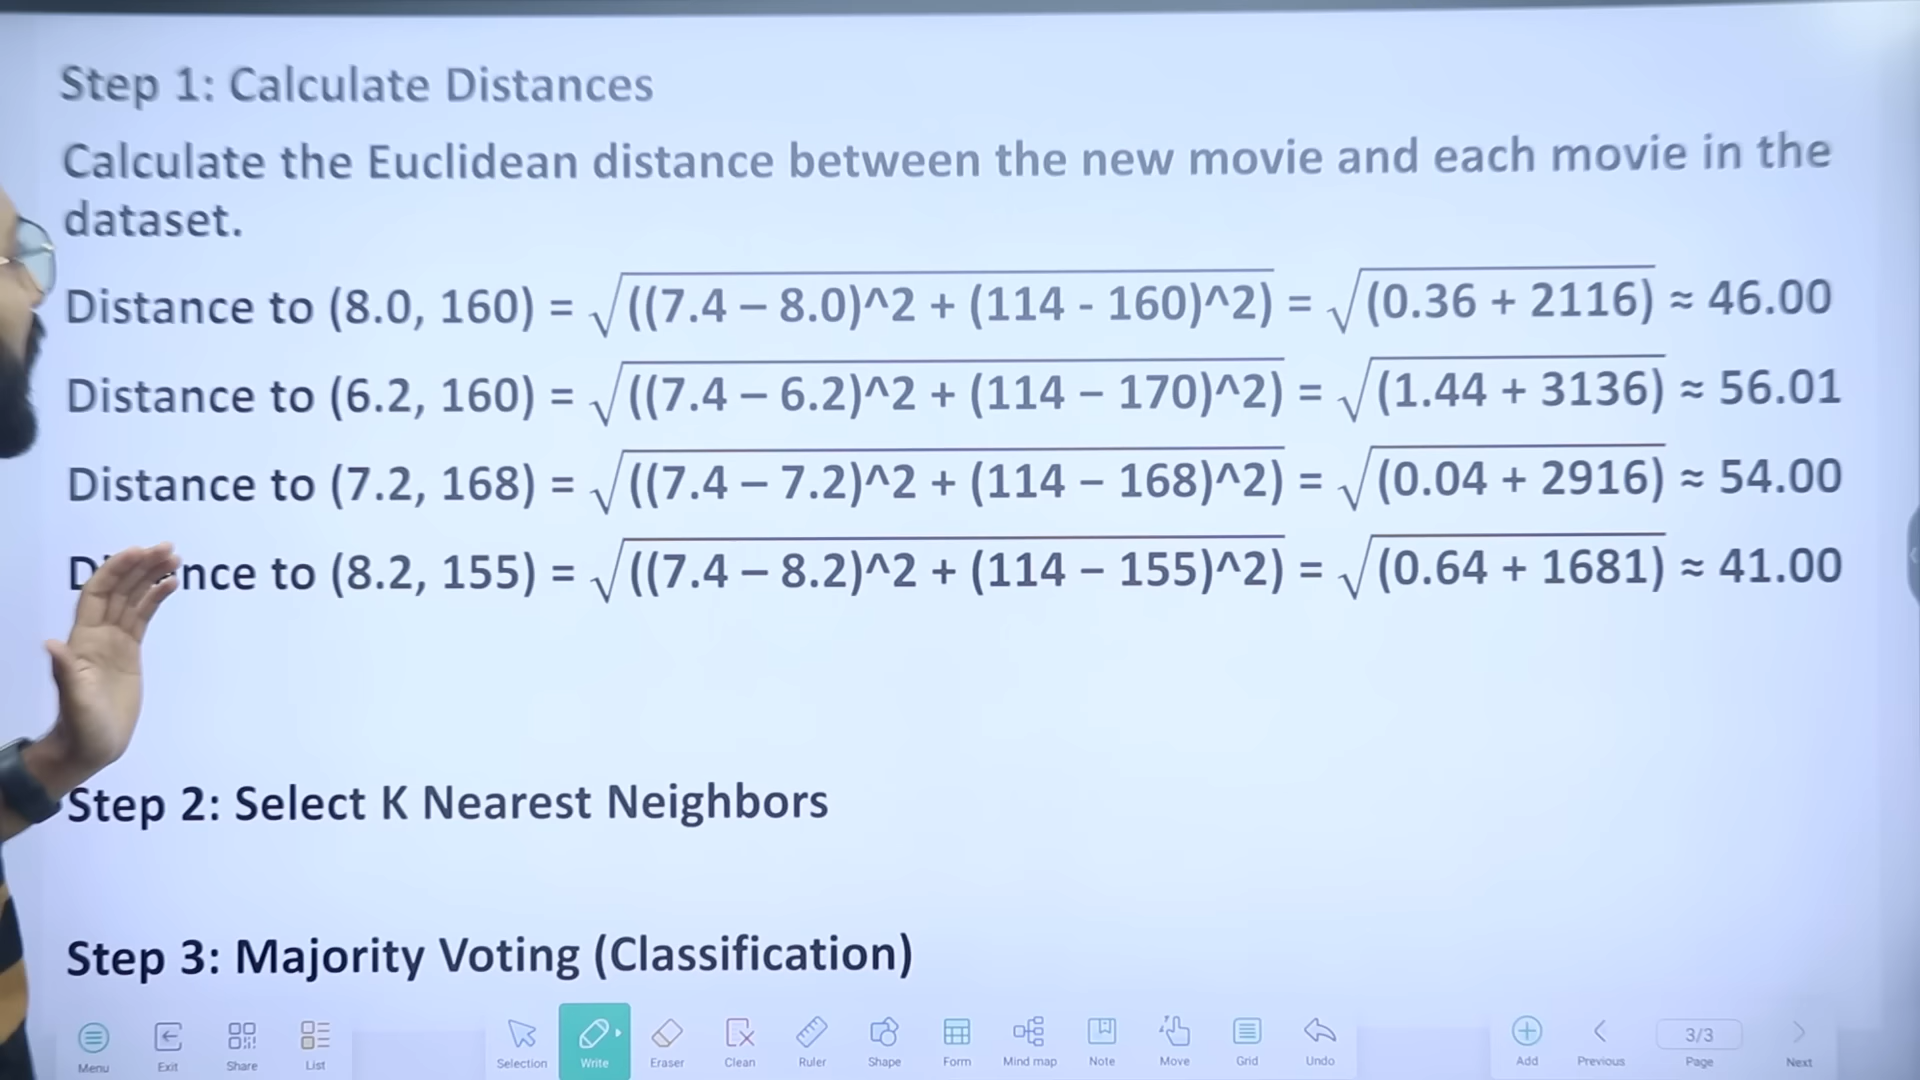 Step 1: Calculate Distances
Calculate the Euclidean distance between the new movie and each movie in the
dataset.
Distance to (8.0, 160) = √((7.4 – 8.0)^2 + (114 - 160)^2) = √(0.36 + 2116) ≈ 46.00
Distance to (6.2, 160) = √((7.4 – 6.2)^2 + (114 – 170)^2) = √(1.44 + 3136) ≈ 56.01
Distance to (7.2, 168) = √((7.4 – 7.2)^2 + (114 – 168)^2) = √(0.04 + 2916) ≈ 54.00
to (8.2, 155) = √((7.4 – 8.2)^2 + (114 – 155)^2) = √(0.64 + 1681) ≈ 41.00
Step 2: Select K Nearest Neighbors
Step 3: Majority Voting (Classification)
Menu Exit Share List Selection Write Eraser Clean Ruler Shape Form Mind map Note Move Grid Undo Add Previous 3/3 Page Next